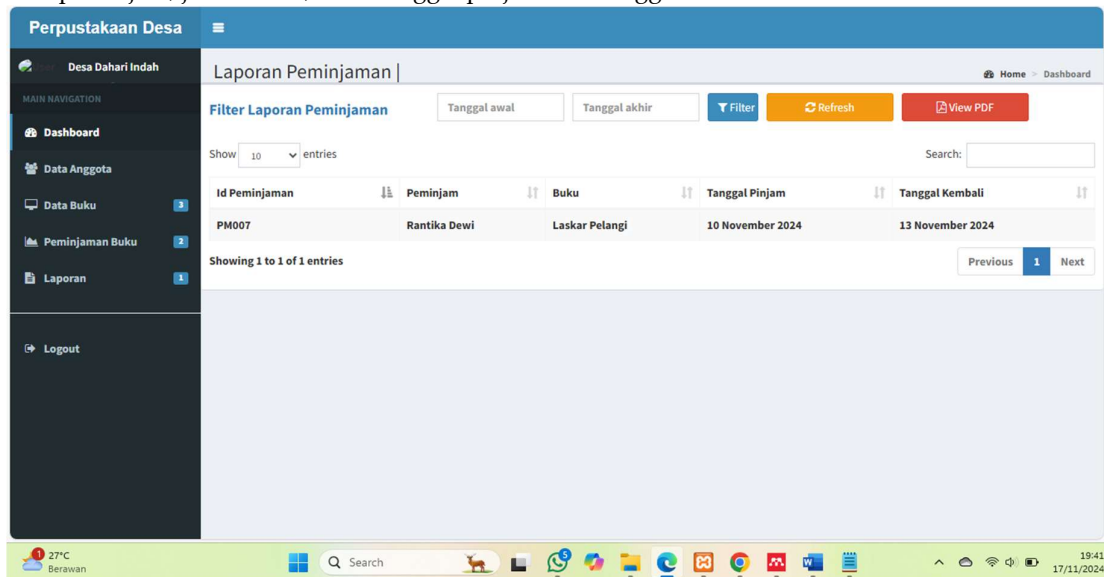 Perpustakaan Desa
Desa Dahari Indah
Laporan Peminjaman |
Home > Dashboard
MAIN NAVIGATION
Dashboard
Data Anggota
Data Buku 3
Peminjaman Buku 2
Laporan 1
Logout
Filter Laporan Peminjaman Tanggal awal Tanggal akhir Filter Refresh View PDF
Show 10 entries Search:
Id Peminjaman Peminjam Buku Tanggal Pinjam Tanggal Kembali
PM007 Rantika Dewi Laskar Pelangi 10 November 2024 13 November 2024
Showing 1 to 1 of 1 entries Previous 1 Next
1 27°C
Berawan
Search
5
19:41
17/11/2024